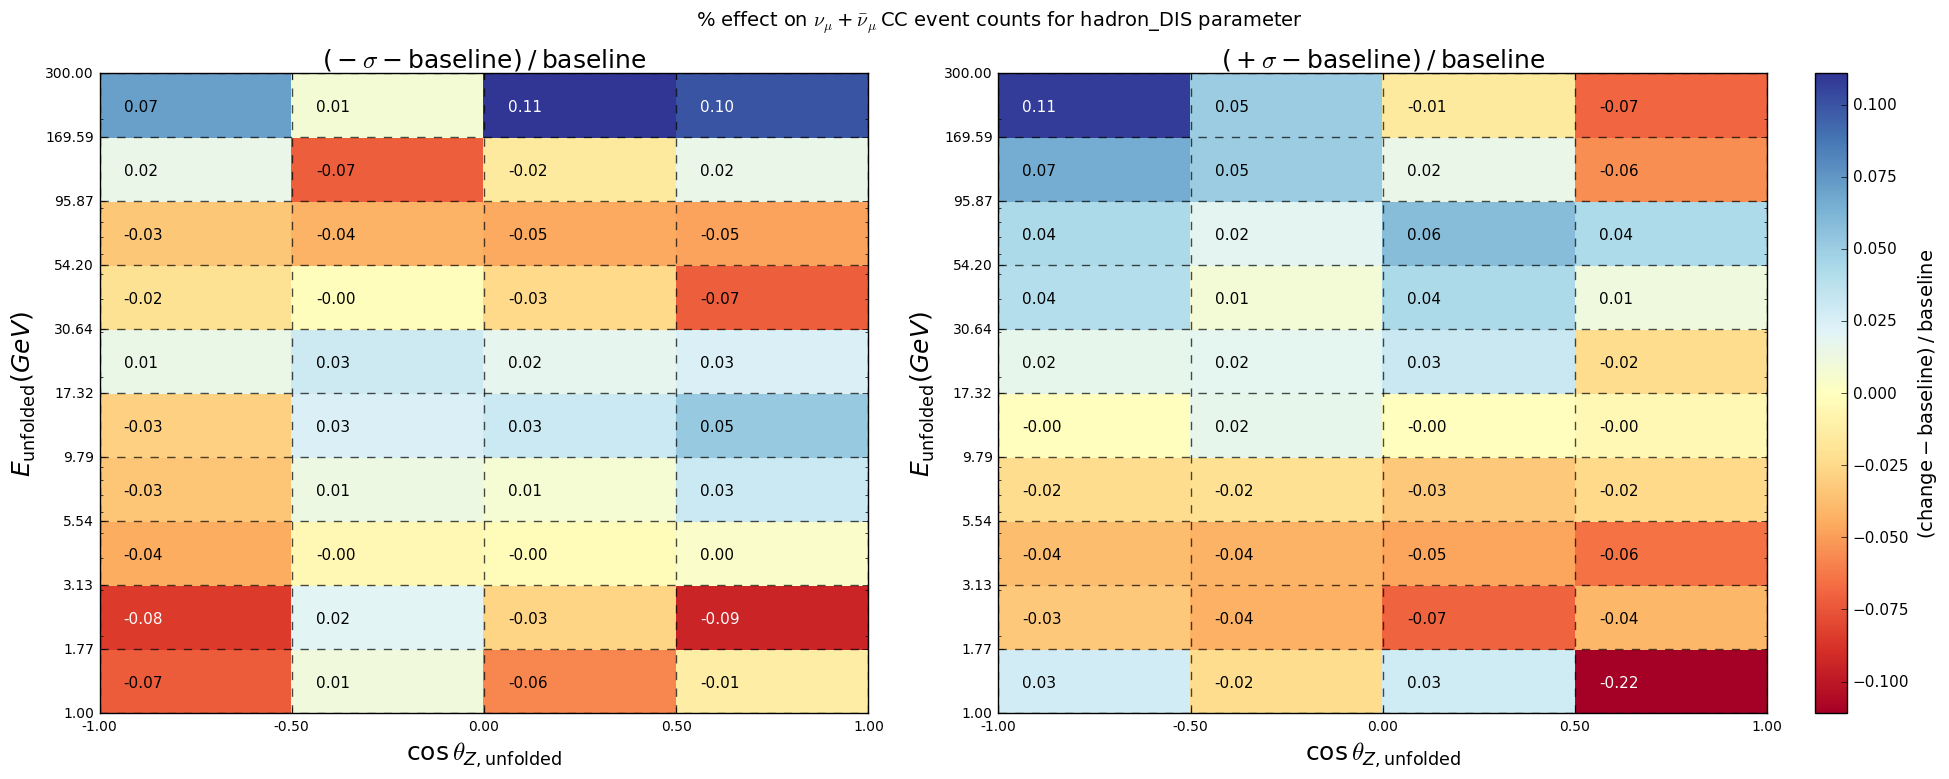 % effect on νμ + ν̄μ CC event counts for hadron_DIS parameter
(−σ−baseline) / baseline
(+σ−baseline) / baseline
300.00
0.07 0.01 0.11 0.10
169.59
0.02 -0.07 -0.02 0.02
95.87
-0.03 -0.04 -0.05 -0.05
54.20
-0.02 -0.00 -0.03 -0.07
30.64
0.01 0.03 0.02 0.03
17.32
-0.03 0.03 0.03 0.05
9.79
-0.03 0.01 0.01 0.03
5.54
-0.04 -0.00 -0.00 0.00
3.13
-0.08 0.02 -0.03 -0.09
1.77
-0.07 0.01 -0.06 -0.01
1.00
-1.00 -0.50 0.00 0.50 1.00
E unfolded (GeV)
cos θZ, unfolded
300.00
0.11 0.05 -0.01 -0.07
169.59
0.07 0.05 0.02 -0.06
95.87
0.04 0.02 0.06 0.04
54.20
0.04 0.01 0.04 0.01
30.64
0.02 0.02 0.03 -0.02
17.32
-0.00 0.02 -0.00 -0.00
9.79
-0.02 -0.02 -0.03 -0.02
5.54
-0.04 -0.04 -0.05 -0.06
3.13
-0.03 -0.04 -0.07 -0.04
1.77
0.03 -0.02 0.03 -0.22
1.00
-1.00 -0.50 0.00 0.50 1.00
E unfolded (GeV)
cos θZ, unfolded
0.100
0.075
0.050
0.025
0.000
−0.025
−0.050
−0.075
−0.100
(change−baseline) / baseline